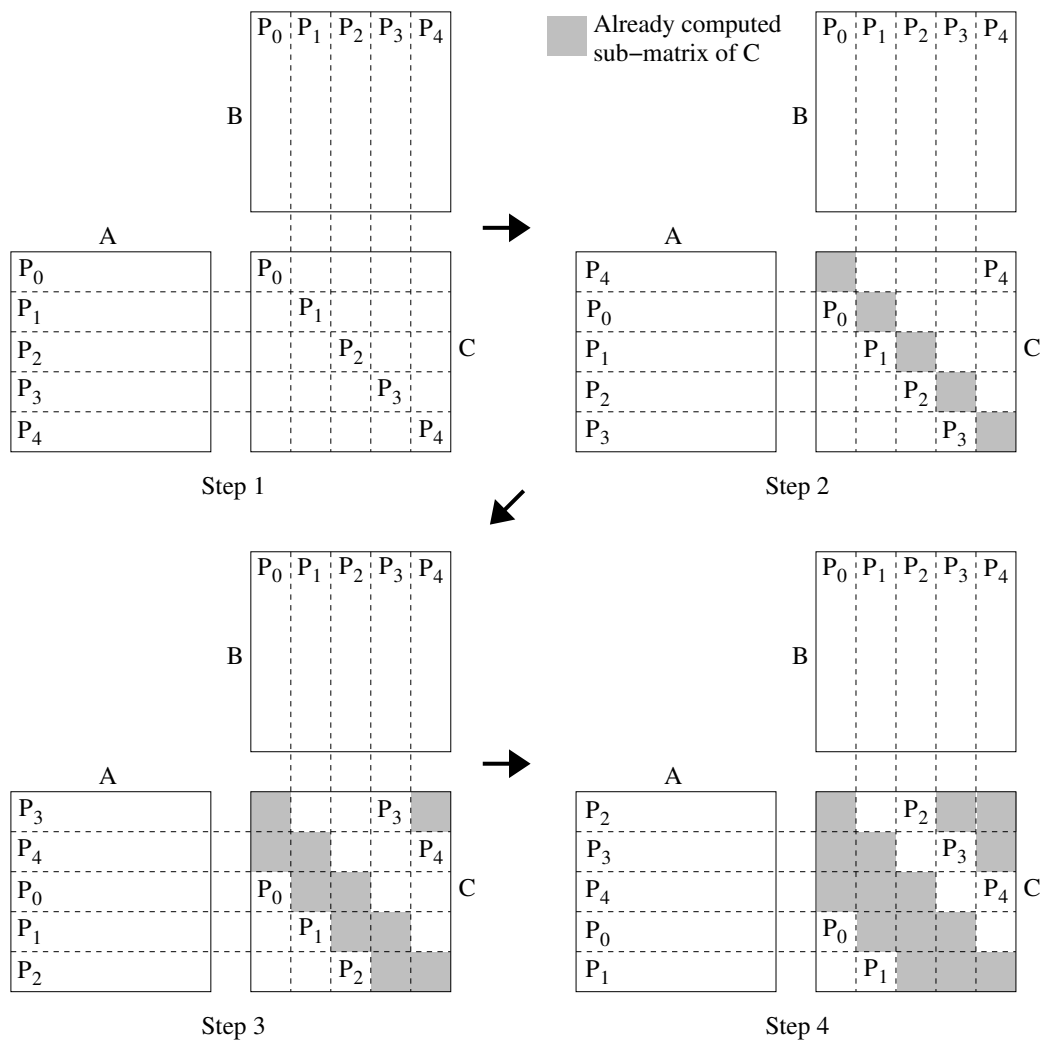 P0 P1 P2 P3 P4
B
A
P0
P1
P2
P3
P4
P0
P1
P2
P3
P4
C
Step 1
Already computed
sub−matrix of C
P0 P1 P2 P3 P4
B
A
P4
P0
P1
P2
P3
P4
P0
P1
P2
P3
C
Step 2
P0 P1 P2 P3 P4
B
A
P3
P4
P0
P1
P2
P3
P4
P0
P1
P2
C
Step 3
P0 P1 P2 P3 P4
B
A
P2
P3
P4
P0
P1
P2
P3
P4
P0
P1
C
Step 4